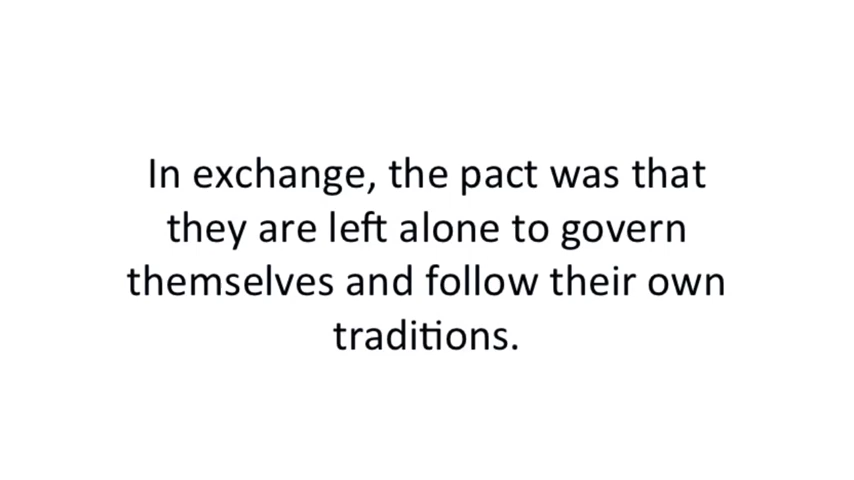 In exchange, the pact was that
they are left alone to govern
themselves and follow their own
traditions.